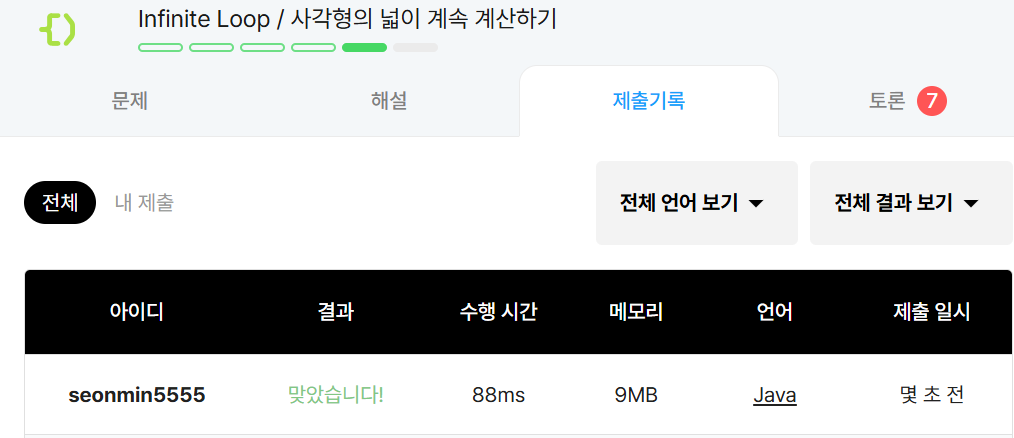 Infinite Loop / 사각형의 넓이 계속 계산하기
문제 해설 제출기록 토론 7
전체 내 제출 전체 언어 보기 전체 결과 보기
아이디 결과 수행 시간 메모리 언어 제출 일시
seonmin5555 맞았습니다! 88ms 9MB Java 몇 초 전